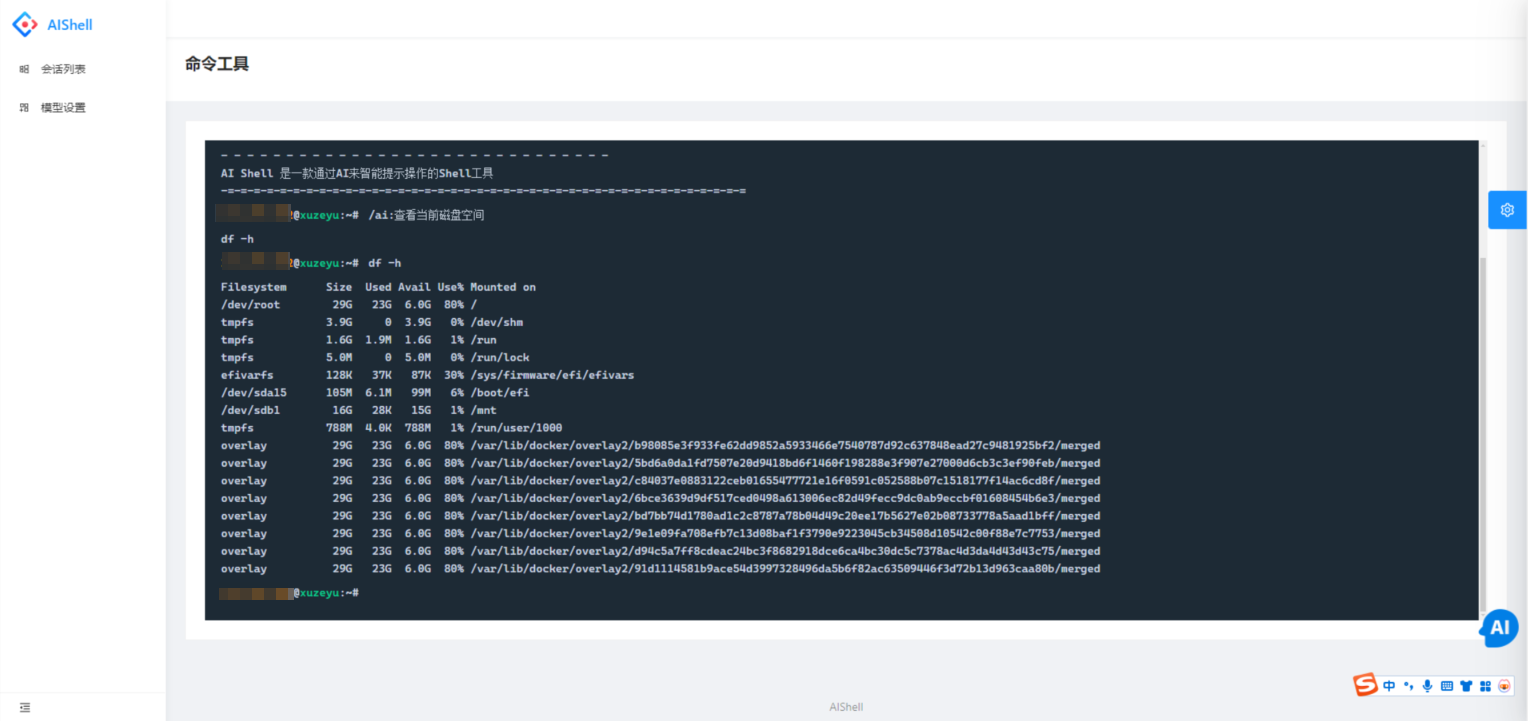 AIShell
会话列表
模型设置
命令工具
- - - - - - - - - - - - - - - - - - - - - - - - - - - - - -
AI Shell 是一款通过AI来智能提示操作的Shell工具
-=-=-=-=-=-=-=-=-=-=-=-=-=-=-=-=-=-=-=-=-=-=-=-=-=-=-=-=-=-=-=-=-=-=-=-=-=-=-=-=
@xuzeyu:~# /ai:查看当前磁盘空间
df -h
@xuzeyu:~# df -h
Filesystem Size Used Avail Use% Mounted on
/dev/root 29G 23G 6.0G 80% /
tmpfs 3.9G 0 3.9G 0% /dev/shm
tmpfs 1.6G 1.9M 1.6G 1% /run
tmpfs 5.0M 0 5.0M 0% /run/lock
efivarfs 128K 37K 87K 30% /sys/firmware/efi/efivars
/dev/sda15 105M 6.1M 99M 6% /boot/efi
/dev/sdb1 16G 28K 15G 1% /mnt
tmpfs 788M 4.0K 788M 1% /run/user/1000
overlay 29G 23G 6.0G 80% /var/lib/docker/overlay2/b98085e3f933fe62dd9852a5933466e7540787d92c637848ead27c9481925bf2/merged
overlay 29G 23G 6.0G 80% /var/lib/docker/overlay2/5bd6a0da1fd7507e20d9418bd6f1460f198288e3f907e27000d6cb3c3ef90feb/merged
overlay 29G 23G 6.0G 80% /var/lib/docker/overlay2/c84037e0883122ceb01655477721e16f0591c052588b07c1518177f14ac6cd8f/merged
overlay 29G 23G 6.0G 80% /var/lib/docker/overlay2/6bce3639d9df517ced0498a613006ec82d49fecc9dc0ab9eccbf01608454b6e3/merged
overlay 29G 23G 6.0G 80% /var/lib/docker/overlay2/bd7bb74d1780ad1c2c8787a78b04d49c20ee17b5627e02b08733778a5aad1bff/merged
overlay 29G 23G 6.0G 80% /var/lib/docker/overlay2/9e1e09fa708efb7c13d08baf1f3790e9223045cb34508d10542c00f88e7c7753/merged
overlay 29G 23G 6.0G 80% /var/lib/docker/overlay2/d94c5a7ff8cdeac24bc3f8682918dce6ca4bc30dc5c7378ac4d3da4d43d43c75/merged
overlay 29G 23G 6.0G 80% /var/lib/docker/overlay2/91d1114581b9ace54d3997328496da5b6f82ac63509446f3d72b13d963caa80b/merged
@xuzeyu:~#
AI
中
AIShell